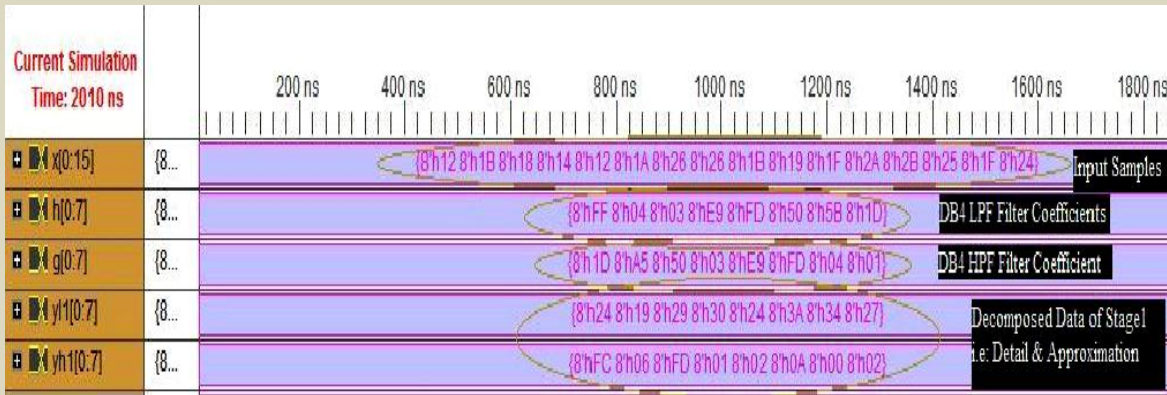 Current Simulation
Time: 2010 ns
200 ns 400 ns 600 ns 800 ns 1000 ns 1200 ns 1400 ns 1600 ns 1800 ns
x[0:15] {8... {8'h12 8'h1B 8'h18 8'h14 8'h12 8'h1A 8'h26 8'h26 8'h1B 8'h19 8'h1F 8'h2A 8'h2B 8'h25 8'h1F 8'h24} Input Samples
h[0:7] {8... {8'hFF 8'h04 8'h03 8'hE9 8'hFD 8'h50 8'h5B 8'h1D} DB4 LPF Filter Coefficients
g[0:7] {8... {8'h1D 8'hA5 8'h50 8'h03 8'hE9 8'hFD 8'h04 8'h01} DB4 HPF Filter Coefficient
yl1[0:7] {8... {8'h24 8'h19 8'h29 8'h30 8'h24 8'h3A 8'h34 8'h27} Decomposed Data of Stage1
yh1[0:7] {8... {8'hFC 8'h06 8'hFD 8'h01 8'h02 8'h0A 8'h00 8'h02} i.e: Detail & Approximation